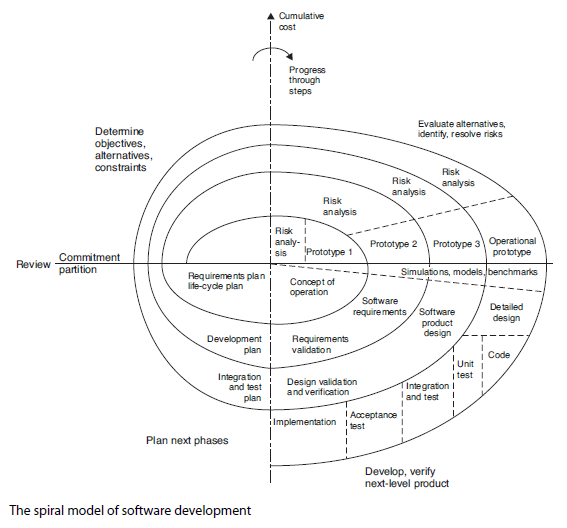 Cumulative
cost
Progress
through
steps
Evaluate alternatives,
identify, resolve risks
Determine
objectives,
alternatives,
constraints
Risk
analysis
Risk
analysis
Risk
analysis
Risk
analy-
sis
Prototype 1
Prototype 2
Prototype 3
Operational
prototype
Review
Commitment
partition
Simulations, models, benchmarks
Requirements plan
life-cycle plan
Concept of
operation
Software
requirements
Software
product
design
Detailed
design
Development
plan
Requirements
validation
Code
Unit
test
Integration
and test
plan
Design validation
and verification
Integration
and test
Acceptance
test
Implementation
Plan next phases
Develop, verify
next-level product
The spiral model of software development